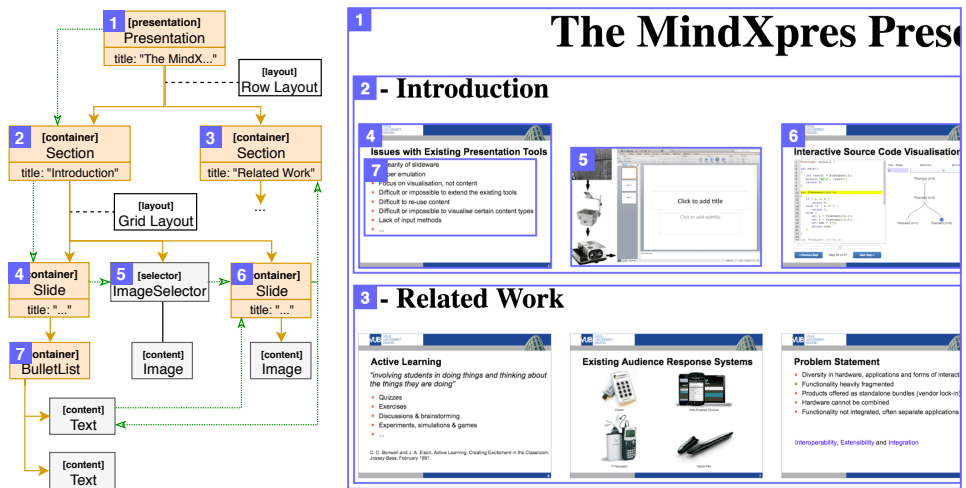 1
[presentation]
Presentation
title: "The MindX..."
[layout]
Row Layout
2
[container]
Section
title: "Introduction"
3
[container]
Section
title: "Related Work"
...
[layout]
Grid Layout
4
ontainer]
Slide
title: "..."
5
[selector]
ImageSelector
6
ontainer]
Slide
title: "..."
7
ontainer]
BulletList
[content]
Image
[content]
Image
[content]
Text
[content]
Text
1
The MindXpres Prese
2 - Introduction
4
Issues with Existing Presentation Tools
7
earity of slideware
per emulation
Focus on visualisation, not content
Difficult or impossible to extend the existing tools
Difficult to re-use content
Difficult or impossible to visualise certain content types
Lack of input methods
...
5
Click to add title
Click to add subtitle
6
Interactive Source Code Visualisation
3 - Related Work
VUB
Active Learning
"involving students in doing things and thinking about
the things they are doing"
• Quizzes
• Exercises
• Discussions & brainstorming
• Experiments, simulations & games
• ...
C. C. Bonwell and J. A. Eison, Active Learning: Creating Excitement in the Classroom.
Jossey-Bass, February 1991.
VUB
Existing Audience Response Systems
Clicker
Digital Pen
VUB
Problem Statement
• Diversity in hardware, applications and forms of interact
• Functionality heavily fragmented
• Products offered as standalone bundles (vendor lock-in)
• Hardware cannot be combined
• Functionality not integrated, often separate applications
Interoperability, Extensibility and Integration